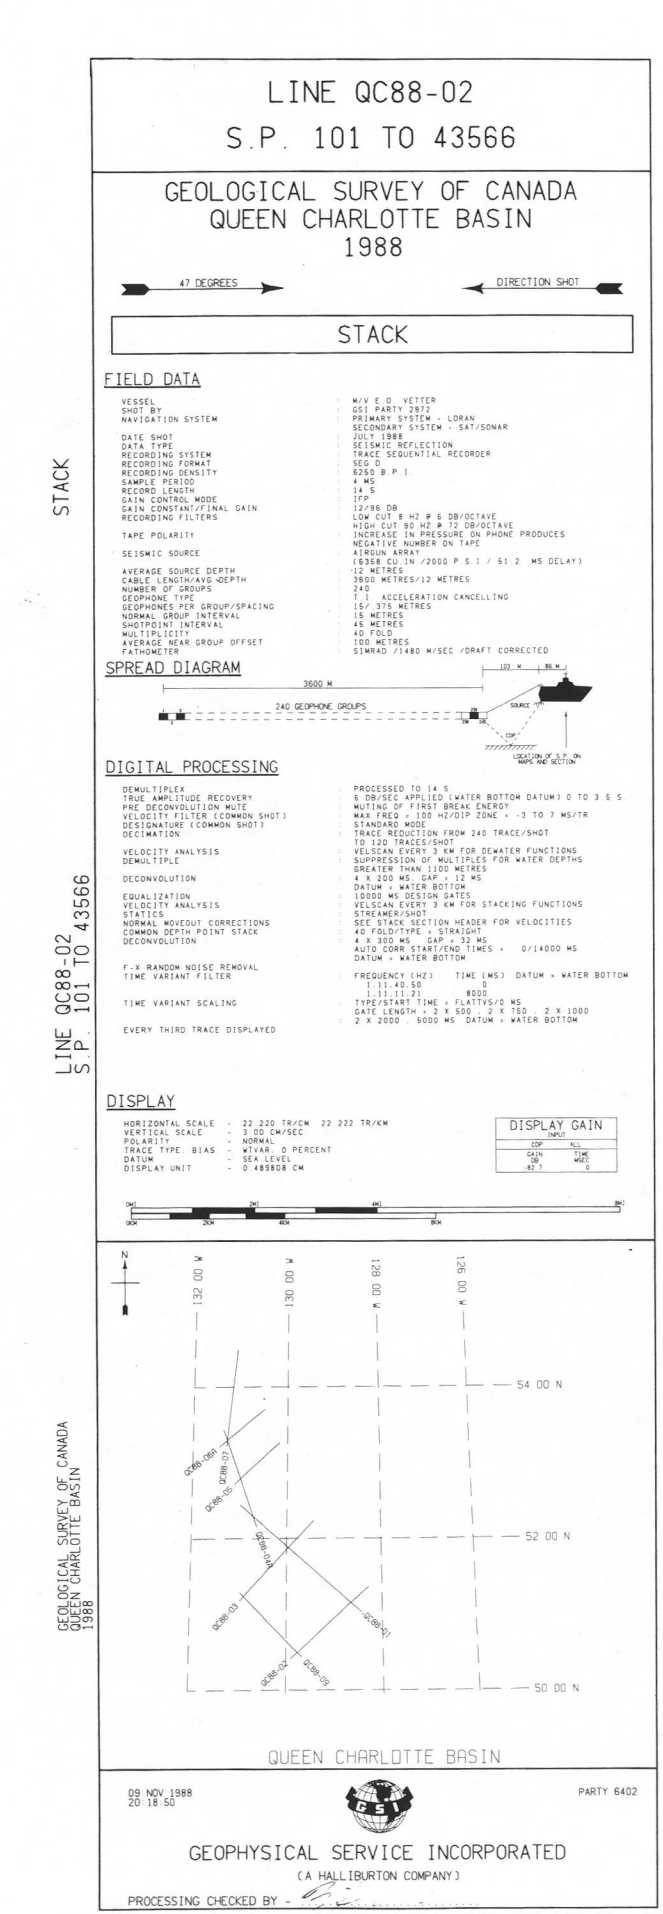 LINE QC88-02
S.P. 101 TO 43566
GEOLOGICAL SURVEY OF CANADA
QUEEN CHARLOTTE BASIN
1988
47 DEGREES
DIRECTION SHOT
STACK
FIELD DATA
VESSEL : M/V E.D. VETTER
SHOT BY : GSI PARTY 2972
NAVIGATION SYSTEM : PRIMARY SYSTEM - LORAN
SECONDARY SYSTEM - SAT/SONAR
DATE SHOT : JULY 1988
DATA TYPE : SEISMIC REFLECTION
RECORDING SYSTEM : TRACE SEQUENTIAL RECORDER
RECORDING FORMAT : SEG D
RECORDING DENSITY : 6250 B.P.I.
SAMPLE PERIOD : 4 MS
RECORD LENGTH : 14 S
GAIN CONTROL MODE : IFP
GAIN CONSTANT/FINAL GAIN : 12/96 DB
RECORDING FILTERS : LOW CUT 8 HZ @ 6 DB/OCTAVE
HIGH CUT 90 HZ @ 72 DB/OCTAVE
TAPE POLARITY : INCREASE IN PRESSURE ON PHONE PRODUCES
NEGATIVE NUMBER ON TAPE
SEISMIC SOURCE : AIRGUN ARRAY
(6358 CU.IN./2000 P.S.I./ 51.2 MS DELAY)
AVERAGE SOURCE DEPTH : 12 METRES
CABLE LENGTH/AVG DEPTH : 3600 METRES/12 METRES
NUMBER OF GROUPS : 240
GEOPHONE TYPE : T.I. ACCELERATION CANCELLING
GEOPHONES PER GROUP/SPACING : 15/.375 METRES
NORMAL GROUP INTERVAL : 15 METRES
SHOTPOINT INTERVAL : 45 METRES
MULTIPLICITY : 40 FOLD
AVERAGE NEAR GROUP OFFSET : 100 METRES
FATHOMETER : SIMRAD /1480 M/SEC /DRAFT CORRECTED
SPREAD DIAGRAM
103 M 86 M
3600 M
240 GEOPHONE GROUPS
SOURCE
CDP
LOCATION OF S.P. ON
MAPS AND SECTION
DIGITAL PROCESSING
DEMULTIPLEX : PROCESSED TO 14 S.
TRUE AMPLITUDE RECOVERY : 6 DB/SEC APPLIED (WATER BOTTOM DATUM) 0 TO 3.5 S.
PRE DECONVOLUTION MUTE : MUTING OF FIRST BREAK ENERGY
VELOCITY FILTER (COMMON SHOT) : MAX FREQ = 100 HZ/DIP ZONE = -3 TO 7 MS/TR
DESIGNATURE (COMMON SHOT) : STANDARD MODE
DECIMATION : TRACE REDUCTION FROM 240 TRACE/SHOT
TO 120 TRACES/SHOT
VELOCITY ANALYSIS : VELSCAN EVERY 3 KM FOR DEWATER FUNCTIONS
DEMULTIPLE : SUPPRESSION OF MULTIPLES FOR WATER DEPTHS
GREATER THAN 1100 METRES
DECONVOLUTION : 4 X 200 MS. GAP = 12 MS
DATUM = WATER BOTTOM
EQUALIZATION : 10000 MS DESIGN GATES
VELOCITY ANALYSIS : VELSCAN EVERY 3 KM FOR STACKING FUNCTIONS
STATICS : STREAMER/SHOT
NORMAL MOVEOUT CORRECTIONS : SEE STACK SECTION HEADER FOR VELOCITIES
COMMON DEPTH POINT STACK : 40 FOLD/TYPE = STRAIGHT
DECONVOLUTION : 4 X 300 MS GAP = 32 MS
AUTO CORR START/END TIMES = 0/14000 MS
DATUM = WATER BOTTOM
F-X RANDOM NOISE REMOVAL :
TIME VARIANT FILTER : FREQUENCY (HZ) TIME (MS) DATUM = WATER BOTTOM
1.11.40.50 0
1.11.11.21 8000
TIME VARIANT SCALING : TYPE/START TIME = FLATTVS/0 MS
: GATE LENGTH = 2 X 500 , 2 X 750 , 2 X 1000
: 2 X 2000 , 5000 MS DATUM = WATER BOTTOM
EVERY THIRD TRACE DISPLAYED
DISPLAY
HORIZONTAL SCALE - 22.220 TR/CM 22.222 TR/KM
VERTICAL SCALE - 3.00 CM/SEC
POLARITY - NORMAL
TRACE TYPE, BIAS - WTVAR, 0 PERCENT
DATUM - SEA LEVEL
DISPLAY UNIT - 0.489808 CM
DISPLAY GAIN
INPUT
CDP ALL
GAIN TIME
DB MSEC
-82.7 0
0MI 2MI 4MI 8MI
0KM 2KM 4KM 8KM
N
132 00 W
130 00 W
128 00 W
126 00 W
54 00 N
QC88-06A
QC88-07
QC88-05
52 00 N
QC88-04A
QC88-03
QC88-01
QC88-02
QC88-09
50 00 N
QUEEN CHARLOTTE BASIN
09 NOV 1988
20:18:50
GSI
PARTY 6402
GEOPHYSICAL SERVICE INCORPORATED
(A HALLIBURTON COMPANY)
PROCESSING CHECKED BY -
STACK
LINE QC88-02
S.P. 101 TO 43566
GEOLOGICAL SURVEY OF CANADA
QUEEN CHARLOTTE BASIN
1988